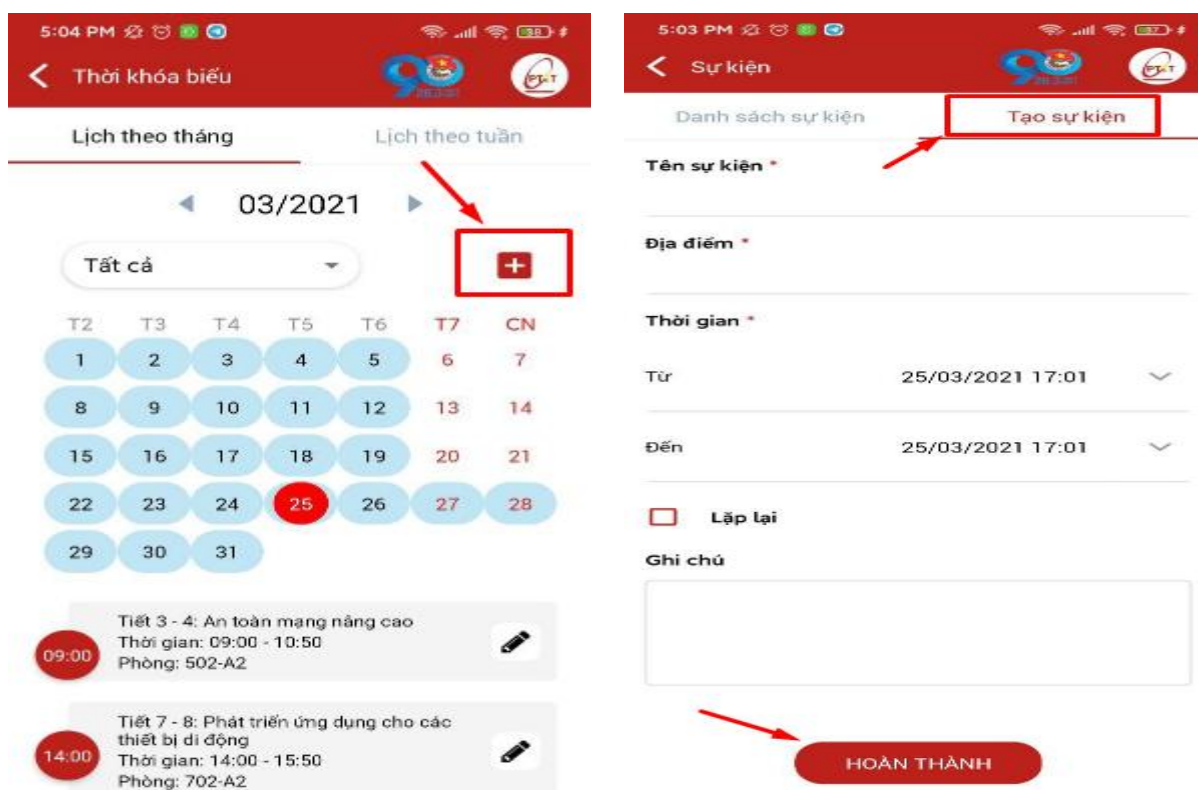 5:04 PM
Thời khóa biểu
Lịch theo tháng Lịch theo tuần
03/2021
Tất cả
T2 T3 T4 T5 T6 T7 CN
1 2 3 4 5 6 7
8 9 10 11 12 13 14
15 16 17 18 19 20 21
22 23 24 25 26 27 28
29 30 31
09:00
Tiết 3 - 4: An toàn mạng nâng cao
Thời gian: 09:00 - 10:50
Phòng: 502-A2
14:00
Tiết 7 - 8: Phát triển ứng dụng cho các
thiết bị di động
Thời gian: 14:00 - 15:50
Phòng: 702-A2
5:03 PM
Sự kiện
Danh sách sự kiện Tạo sự kiện
Tên sự kiện *
Địa điểm *
Thời gian *
Từ 25/03/2021 17:01
Đến 25/03/2021 17:01
Lặp lại
Ghi chú
HOÀN THÀNH